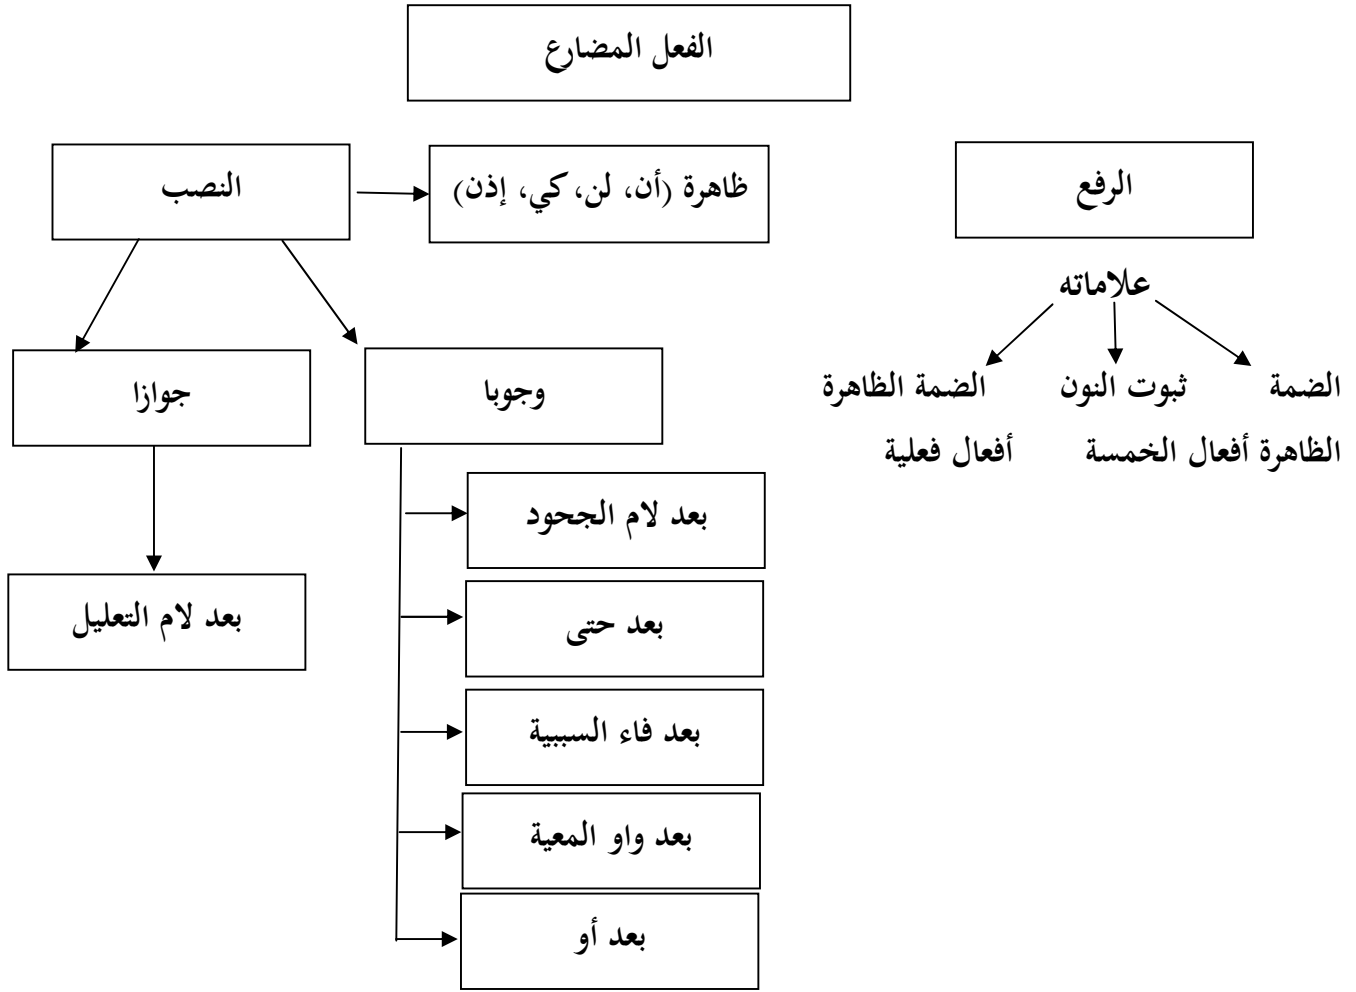 الفعل المضارع
الرفع
علاماته
الضمة ثبوت النون الضمة الظاهرة
الظاهرة أفعال الخمسة أفعال فعلية
النصب
ظاهرة (أن، لن، كي، إذن)
وجوبا
جوازا
بعد لام الجحود
بعد حتى
بعد فاء السببية
بعد واو المعية
بعد أو
بعد لام التعليل